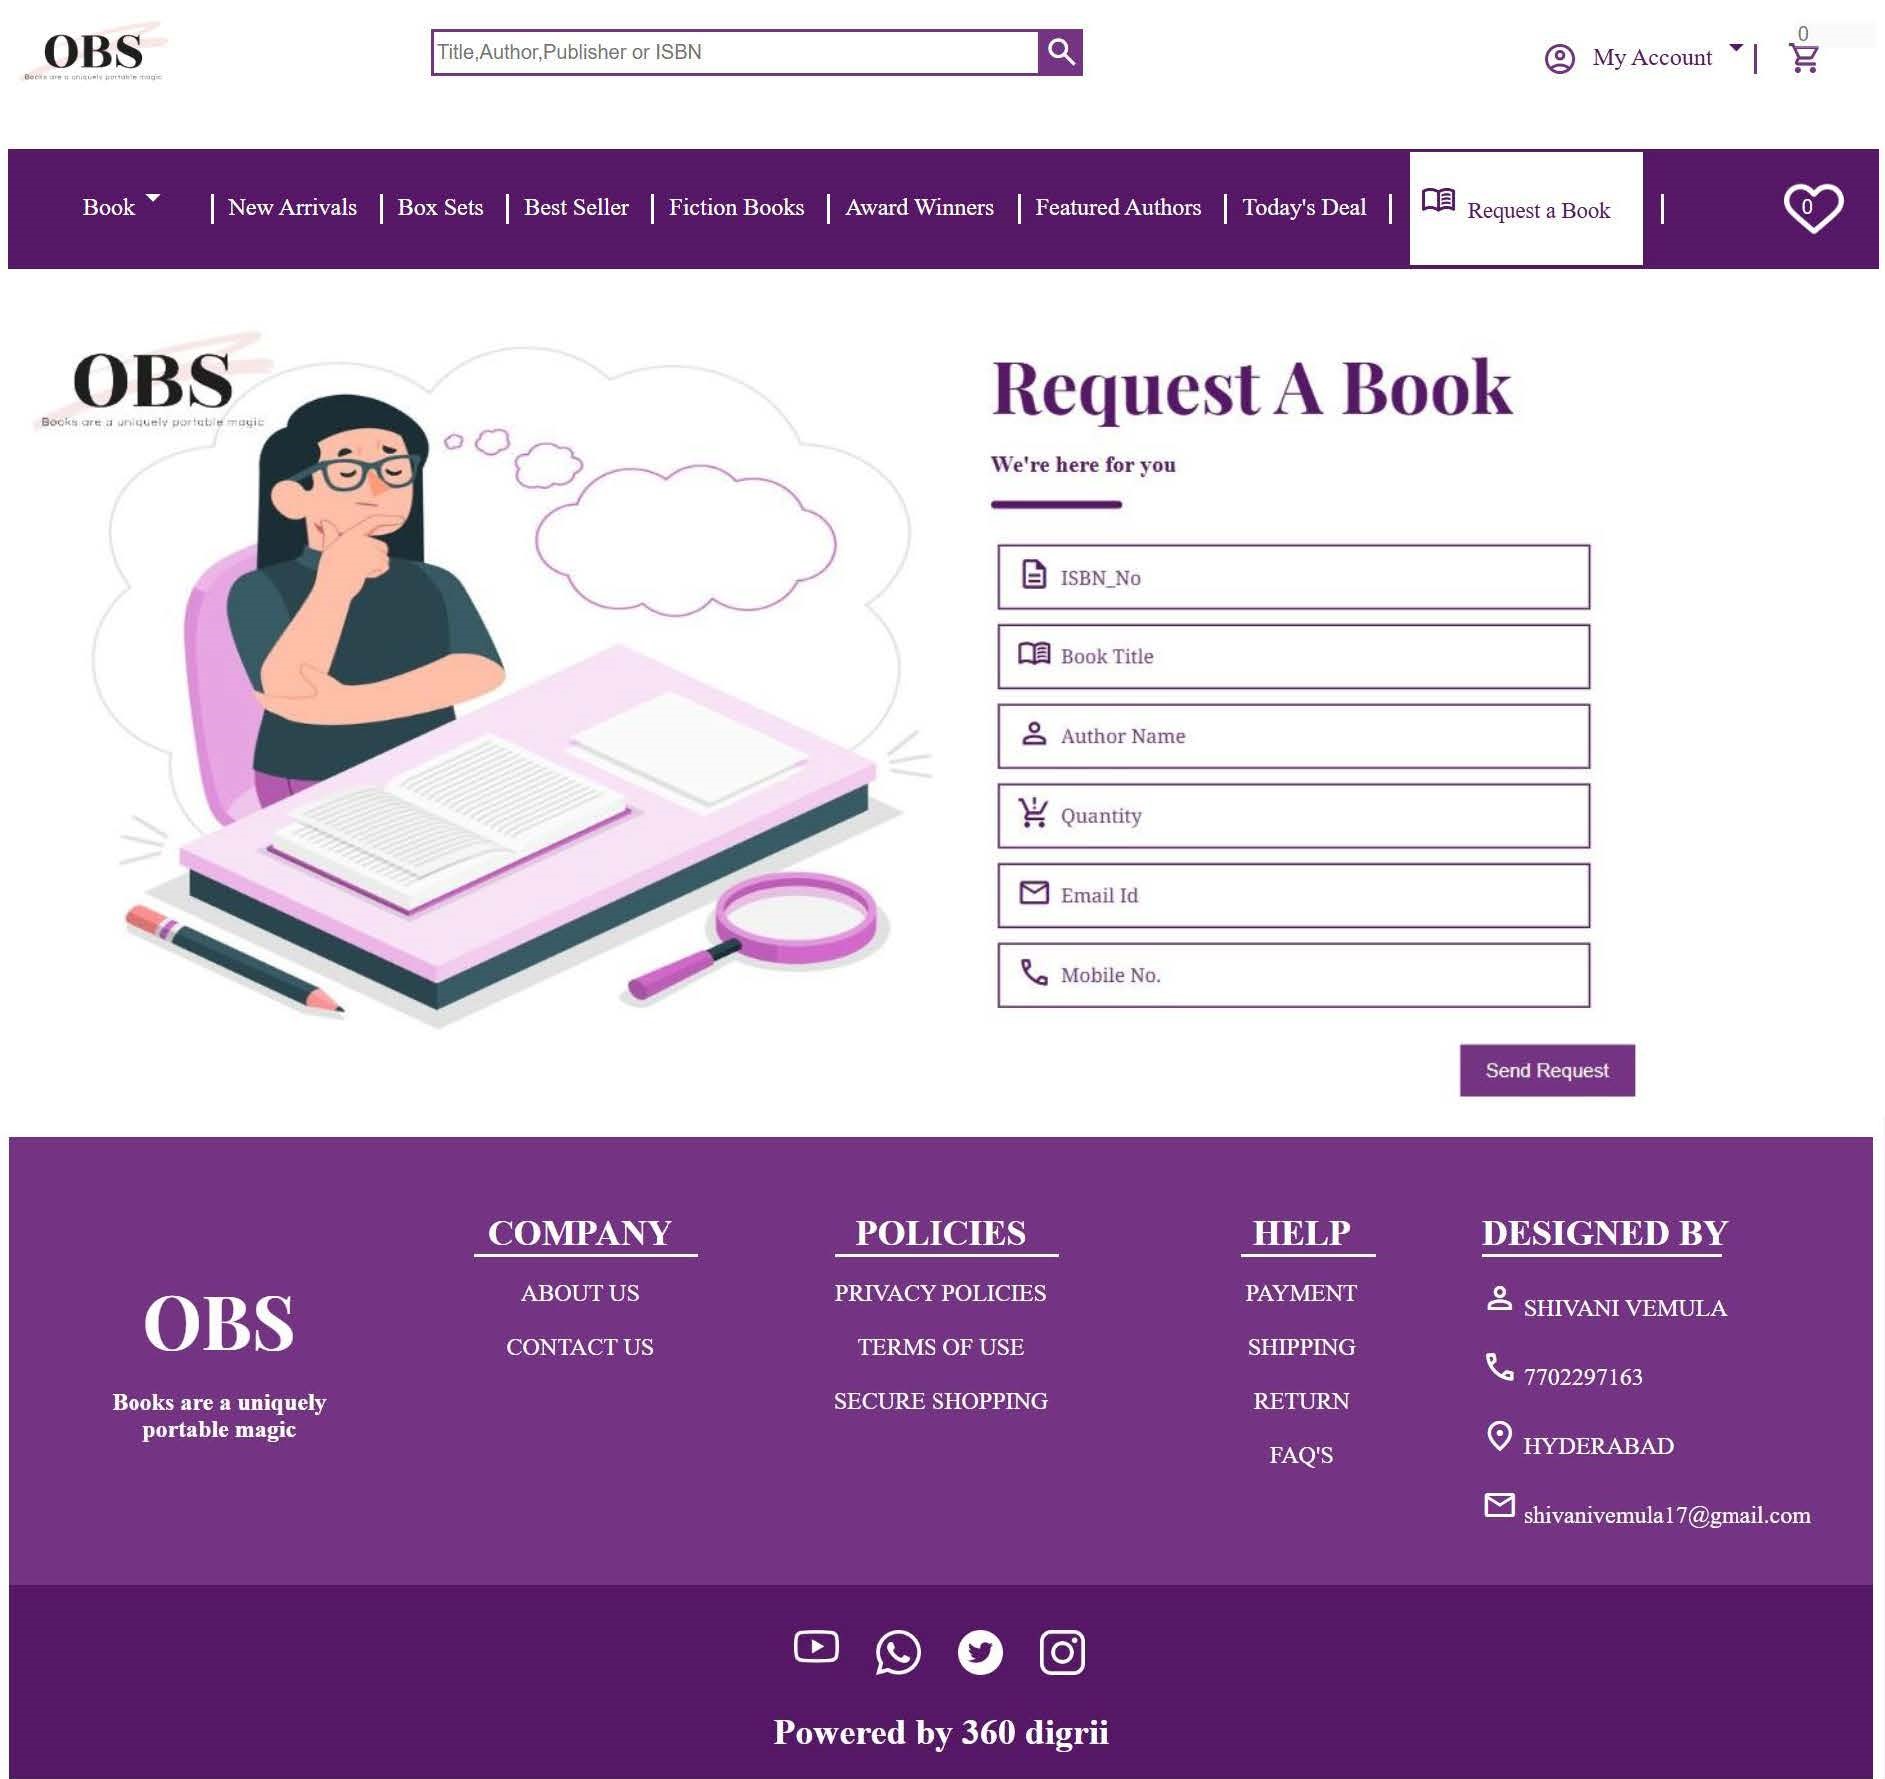 OBS
Books are a uniquely portable magic
Title,Author,Publisher or ISBN
My Account
0
Book
New Arrivals
Box Sets
Best Seller
Fiction Books
Award Winners
Featured Authors
Today's Deal
Request a Book
0
OBS
Books are a uniquely portable magic
Request A Book
We're here for you
ISBN_No
Book Title
Author Name
Quantity
Email Id
Mobile No.
Send Request
OBS
Books are a uniquely
portable magic
COMPANY
ABOUT US
CONTACT US
POLICIES
PRIVACY POLICIES
TERMS OF USE
SECURE SHOPPING
HELP
PAYMENT
SHIPPING
RETURN
FAQ'S
DESIGNED BY
SHIVANI VEMULA
7702297163
HYDERABAD
shivanivemula17@gmail.com
Powered by 360 digrii